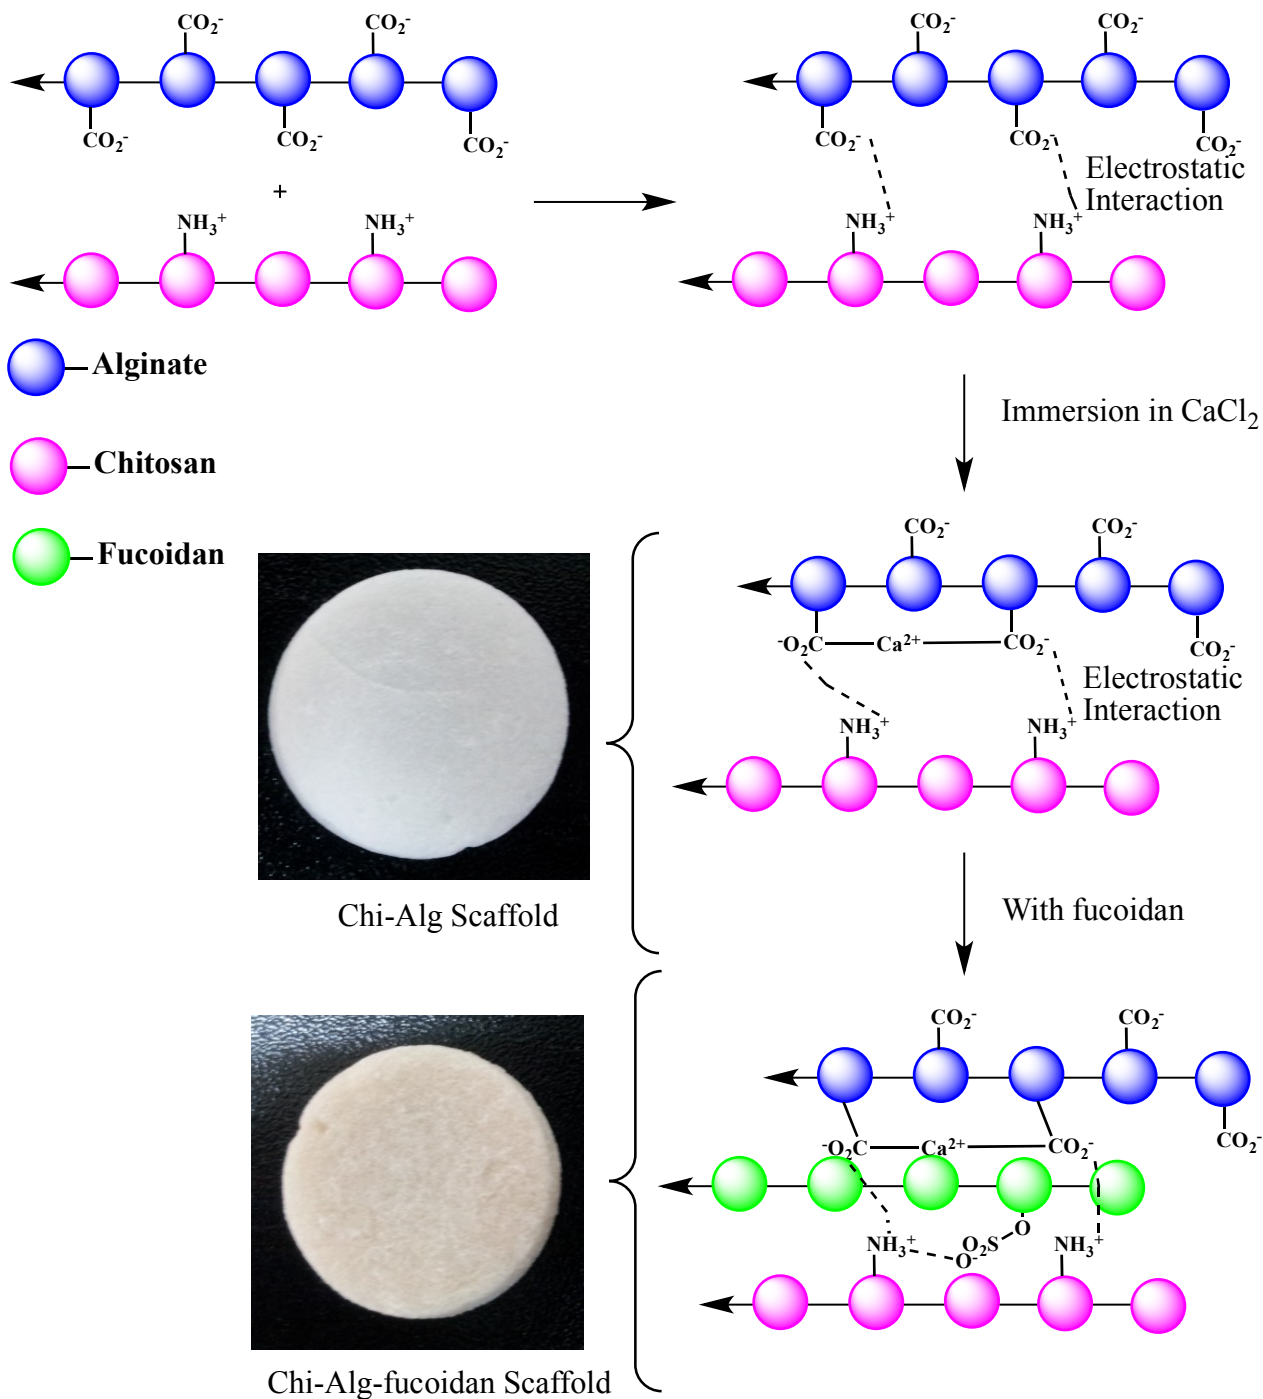 CO₂⁻ CO₂⁻
CO₂⁻ CO₂⁻ CO₂⁻
+
NH₃⁺ NH₃⁺
CO₂⁻ CO₂⁻
CO₂⁻ CO₂⁻ CO₂⁻
Electrostatic
Interaction
NH₃⁺ NH₃⁺
Alginate
Chitosan
Fucoidan
Immersion in CaCl₂
CO₂⁻ CO₂⁻
⁻O₂C Ca²⁺ CO₂⁻ CO₂⁻
Electrostatic
Interaction
NH₃⁺ NH₃⁺
Chi-Alg Scaffold
With fucoidan
CO₂⁻ CO₂⁻
⁻O₂C Ca²⁺ CO₂⁻ CO₂⁻
O
O₂S
O⁻
NH₃⁺ NH₃⁺
Chi-Alg-fucoidan Scaffold